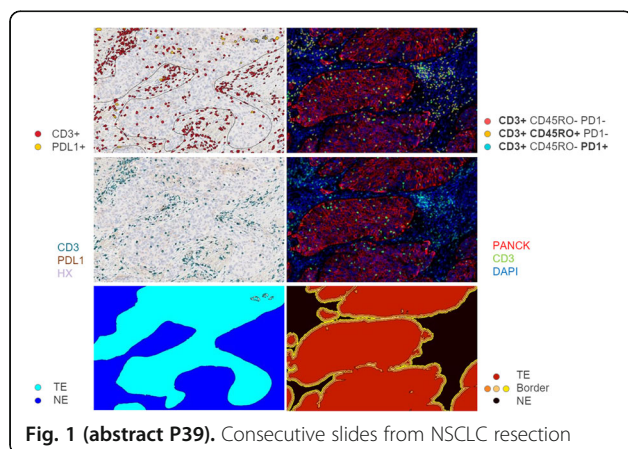 CD3+
PDL1+
CD3+ CD45RO- PD1-
CD3+ CD45RO+ PD1-
CD3+ CD45RO- PD1+
CD3
PDL1
HX
PANCK
CD3
DAPI
TE
NE
TE
Border
NE
Fig. 1 (abstract P39). Consecutive slides from NSCLC resection